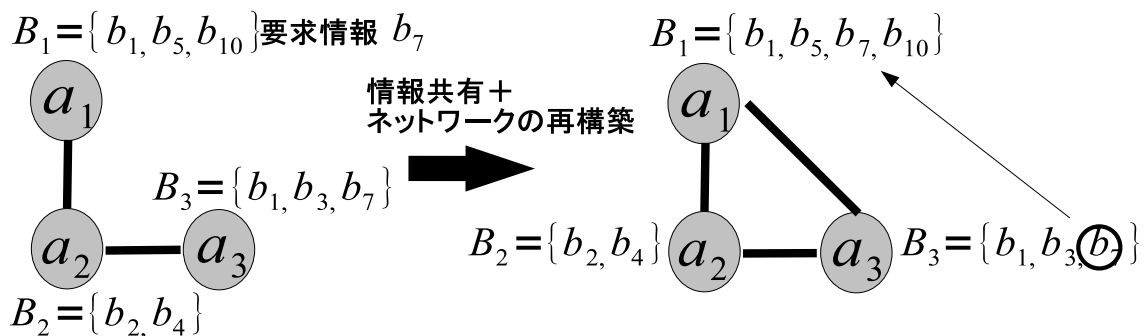 B₁={b₁, b₅, b₁₀} 要求情報 b₇
a₁
B₃={b₁, b₃, b₇}
a₂ a₃
B₂={b₂, b₄}
情報共有＋
ネットワークの再構築
B₁={b₁, b₅, b₇, b₁₀}
a₁
B₂={b₂, b₄} a₂ a₃ B₃={b₁, b₃, b₇}